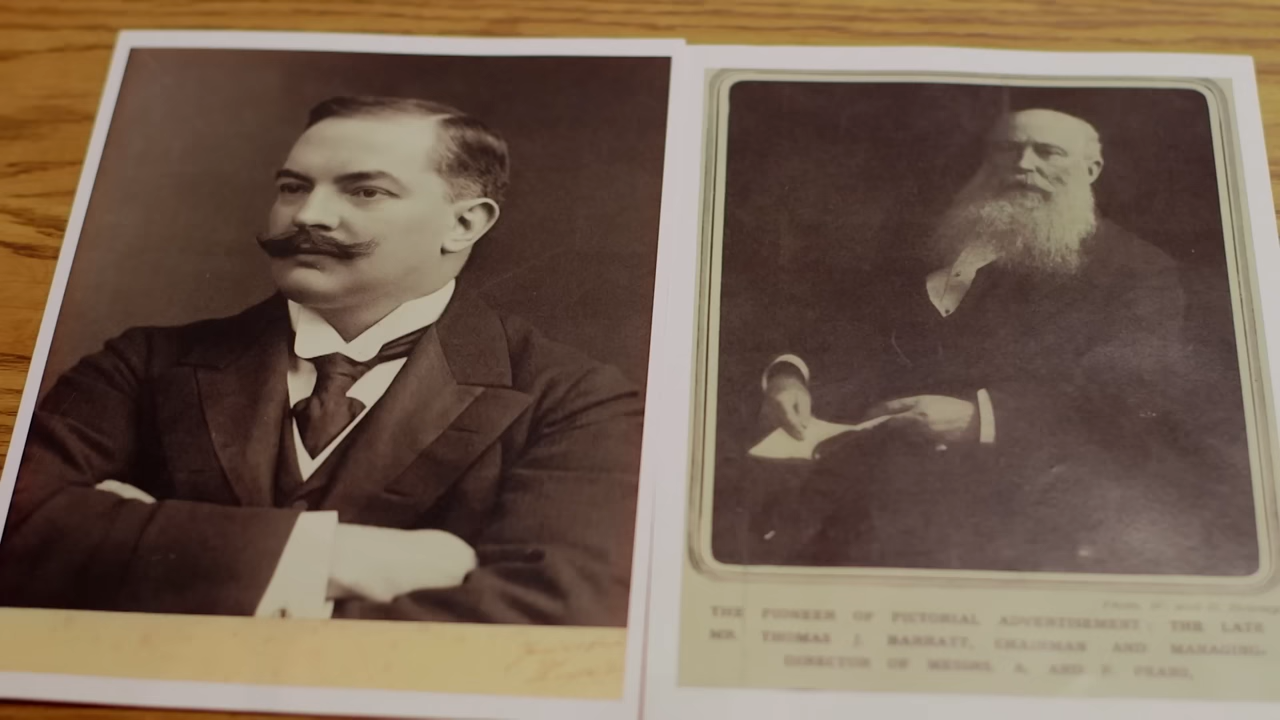 THE PIONEER OF PICTORIAL ADVERTISEMENT: THE LATE
MR. THOMAS J. BARRATT, CHAIRMAN AND MANAGING
DIRECTOR OF MESSRS. A. AND F. PEARS.